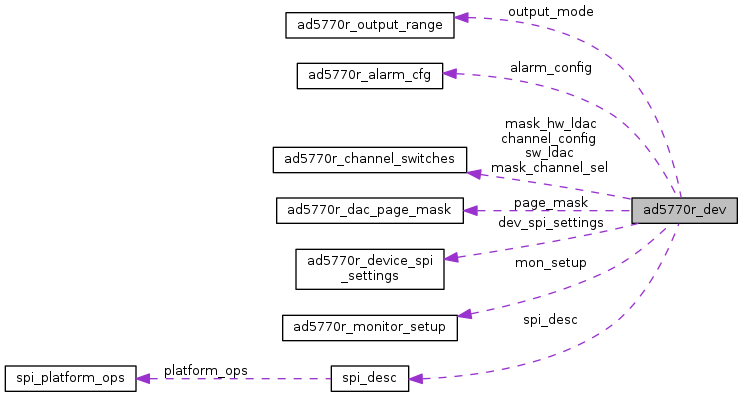 output_mode
ad5770r_output_range
alarm_config
ad5770r_alarm_cfg
mask_hw_ldac
channel_config
sw_ldac
mask_channel_sel
ad5770r_channel_switches
page_mask
ad5770r_dac_page_mask
ad5770r_dev
dev_spi_settings
ad5770r_device_spi
_settings
mon_setup
ad5770r_monitor_setup
spi_desc
platform_ops
spi_platform_ops
spi_desc